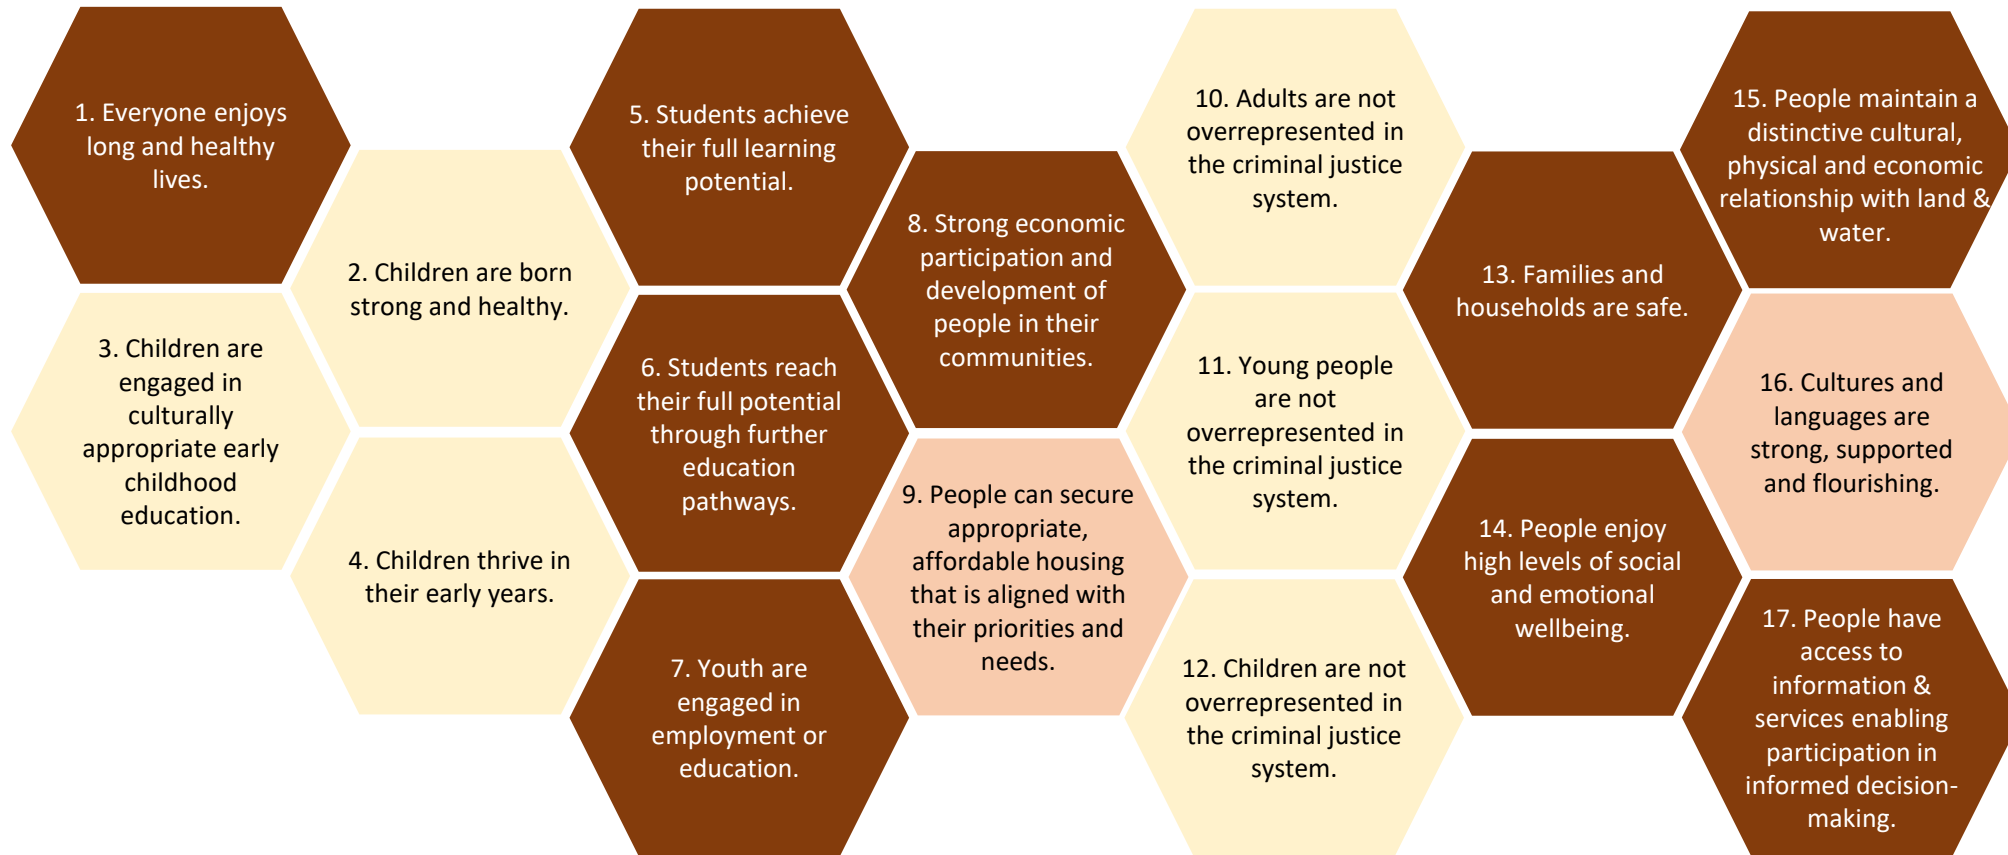 1. Everyone enjoys
long and healthy
lives.
2. Children are born
strong and healthy.
3. Children are
engaged in
culturally
appropriate early
childhood
education.
4. Children thrive in
their early years.
5. Students achieve
their full learning
potential.
6. Students reach
their full potential
through further
education
pathways.
7. Youth are
engaged in
employment or
education.
8. Strong economic
participation and
development of
people in their
communities.
9. People can secure
appropriate,
affordable housing
that is aligned with
their priorities and
needs.
10. Adults are not
overrepresented in
the criminal justice
system.
11. Young people
are not
overrepresented in
the criminal justice
system.
12. Children are not
overrepresented in
the criminal justice
system.
13. Families and
households are safe.
14. People enjoy
high levels of social
and emotional
wellbeing.
15. People maintain a
distinctive cultural,
physical and economic
relationship with land &
water.
16. Cultures and
languages are
strong, supported
and flourishing.
17. People have
access to
information &
services enabling
participation in
informed decision-
making.